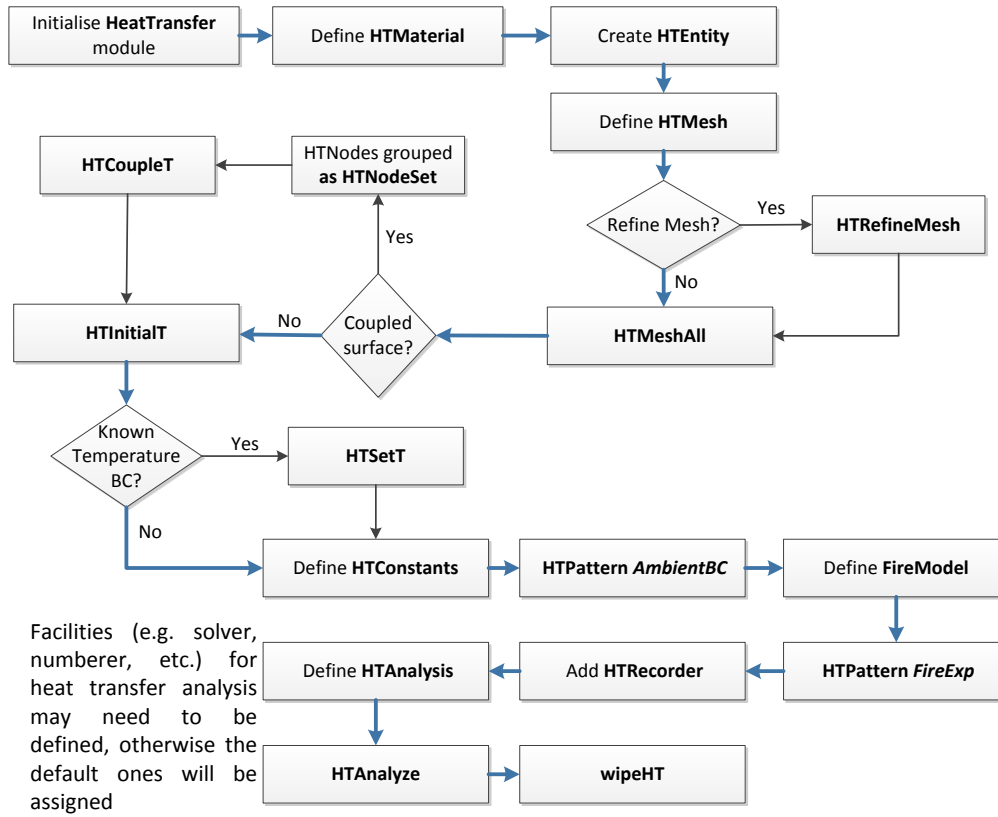 Initialise HeatTransfer
module
Define HTMaterial
Create HTEntity
Define HTMesh
HTCoupleT
HTNodes grouped
as HTNodeSet
Refine Mesh?
Yes
HTRefineMesh
Yes
No
HTInitialT
No
Coupled
surface?
HTMeshAll
Known
Temperature
BC?
Yes
HTSetT
No
Define HTConstants
HTPattern AmbientBC
Define FireModel
Facilities (e.g. solver,
numberer, etc.) for
heat transfer analysis
may need to be
defined, otherwise the
default ones will be
assigned
Define HTAnalysis
Add HTRecorder
HTPattern FireExp
HTAnalyze
wipeHT